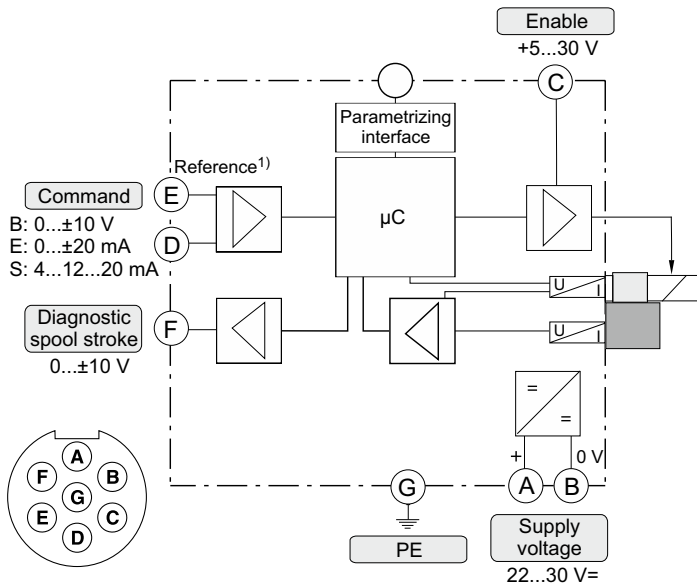 Enable
+5...30 V
C
Parametrizing
interface
Reference1)
Command
E
µC
B: 0...±10 V
E: 0...±20 mA
D
S: 4...12...20 mA
U
I
Diagnostic
spool stroke
F
U
I
0...±10 V
=
=
+
0 V
A
F
B
G
E
C
D
G
A
B
PE
Supply
voltage
22...30 V=